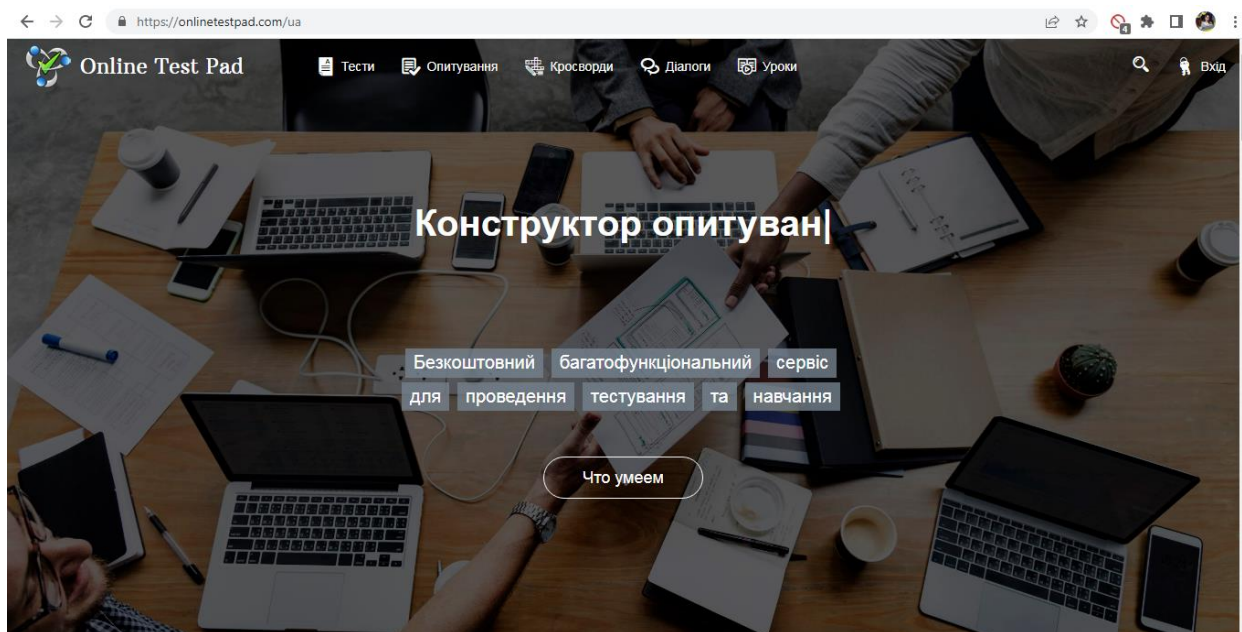 https://onlinetestpad.com/ua
4
Online Test Pad
Тести
Опитування
Кросворди
Діалоги
Уроки
Вхід
Конструктор опитуван|
Безкоштовний багатофункціональний сервіс
для проведення тестування та навчання
Что умеем